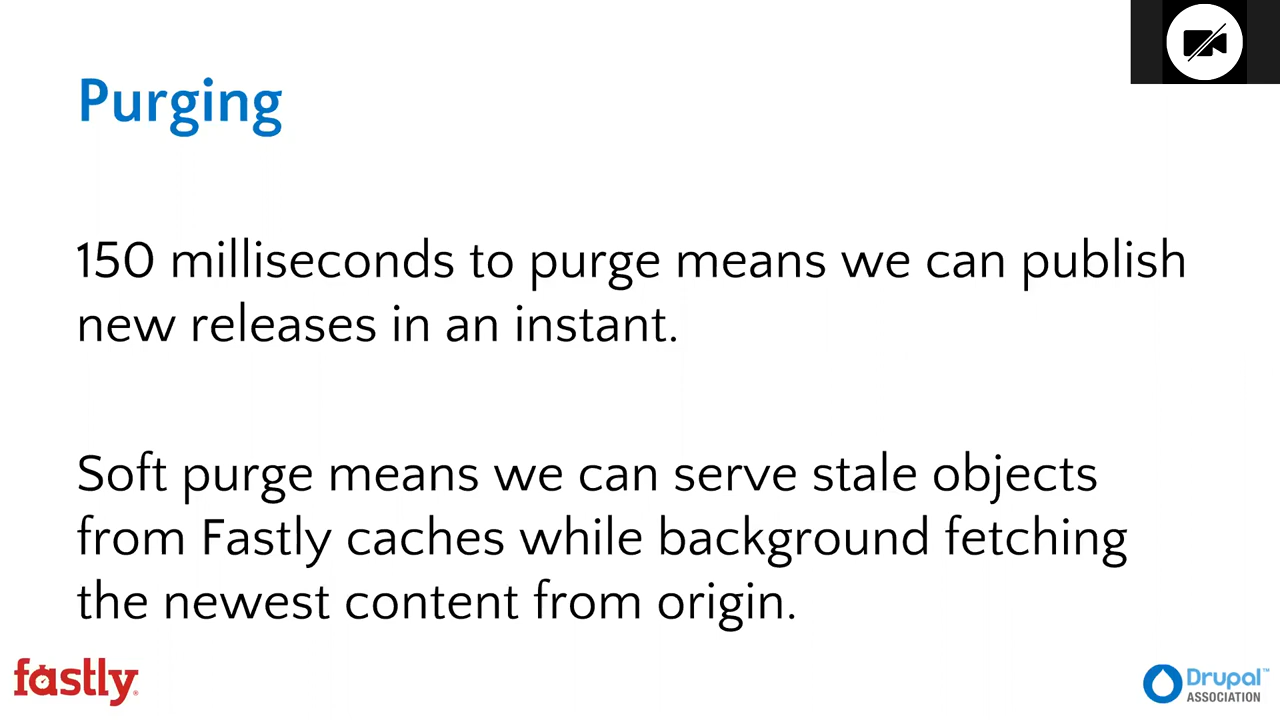 Purging
150 milliseconds to purge means we can publish
new releases in an instant.
Soft purge means we can serve stale objects
from Fastly caches while background fetching
the newest content from origin.
fastly®
Drupal™
ASSOCIATION